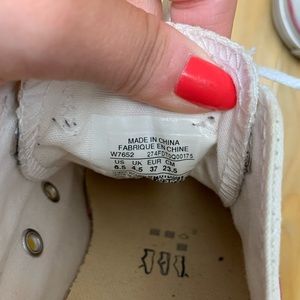 MADE IN CHINA
FABRIQUE EN CHINE
W7652
US UK EUR CM
6.5 4.5 37 23.5